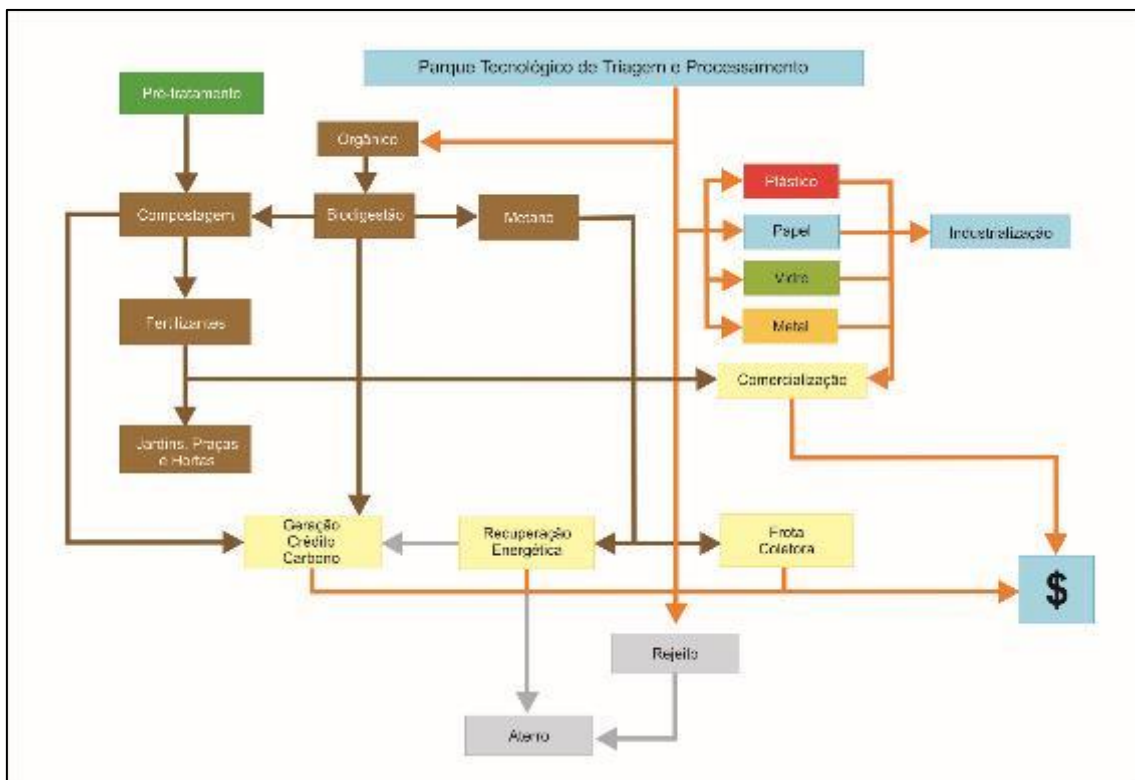 Parque Tecnológico de Triagem e Processamento
Pré-tratamento
Orgânico
Plástico
Compostagem
Biodigestão
Metano
Papel
Industrialização
Vidro
Fertilizantes
Metal
Comercialização
Jardins, Praças
e Hortas
Geração
Crédito
Carbono
Recuperação
Energética
Frota
Coletora
$
Rejeito
Aterro